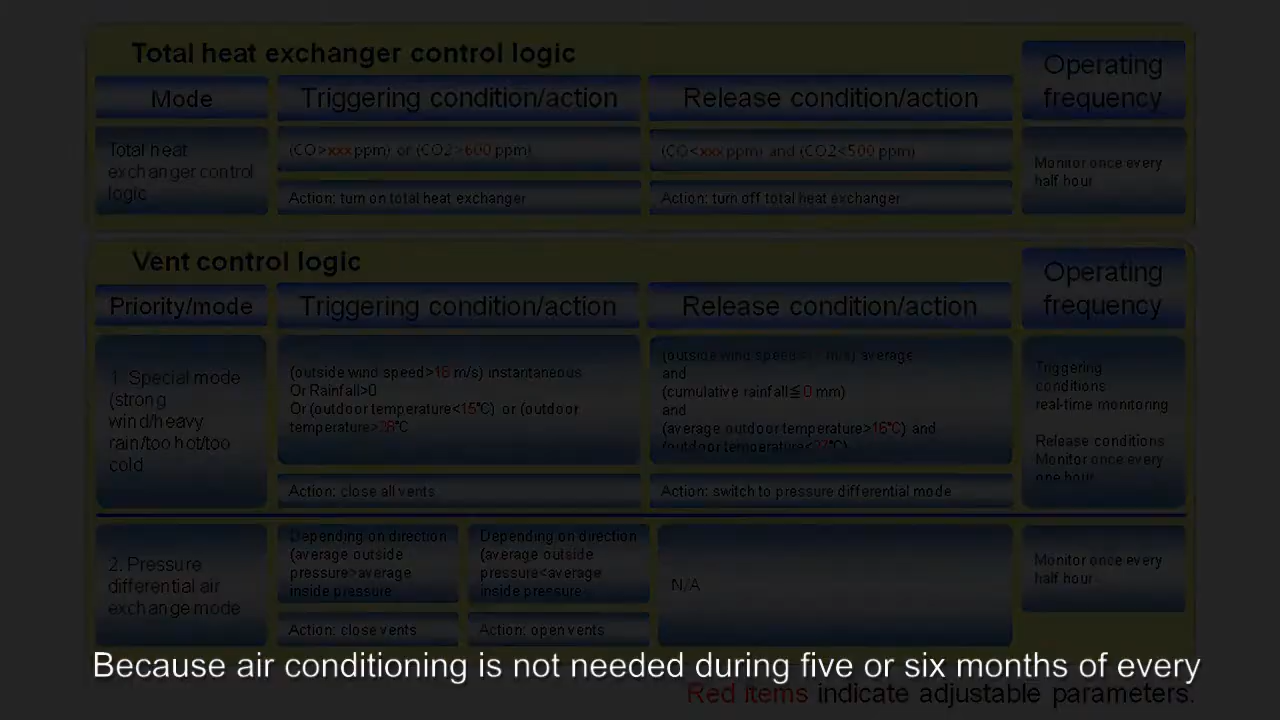 Total heat exchanger control logic
Operating
frequency
Mode
Triggering condition/action
Release condition/action
Total heat
exchanger control
logic
(CO>xxx ppm) or (CO2>600 ppm)
(CO<xxx ppm) and (CO2<500 ppm)
Monitor once every
half hour
Action: turn on total heat exchanger
Action: turn off total heat exchanger
Vent control logic
Operating
frequency
Priority/mode
Triggering condition/action
Release condition/action
1. Special mode
(strong
wind/heavy
rain/too hot/too
cold
(outside wind speed>16 m/s) instantaneous
Or Rainfall>0
Or (outdoor temperature<15°C) or (outdoor
temperature>28°C
(outside wind speed m/s) average
and
(cumulative rainfall≦0 mm)
and
(average outdoor temperature>16°C) and
(outdoor temperature<27°C)
Triggering
conditions
real-time monitoring
Release conditions
Monitor once every
one hour
Action: close all vents
Action: switch to pressure differential mode
2. Pressure
differential air
exchange mode
Depending on direction
(average outside
pressure>average
inside pressure
Depending on direction
(average outside
pressure<average
inside pressure
N/A
Monitor once every
half hour
Action: close vents
Action: open vents
Because air conditioning is not needed during five or six months of every
Red items indicate adjustable parameters.